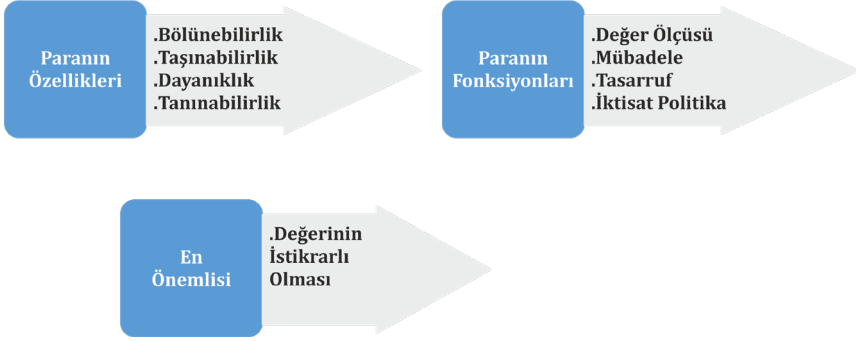 Paranın
Özellikleri
.Bölünebilirlik
.Taşınabilirlik
.Dayanıklık
.Tanınabilirlik
Paranın
Fonksiyonları
.Değer Ölçüsü
.Mübadele
.Tasarruf
.İktisat Politika
En
Önemlisi
.Değerinin
İstikrarlı
Olması